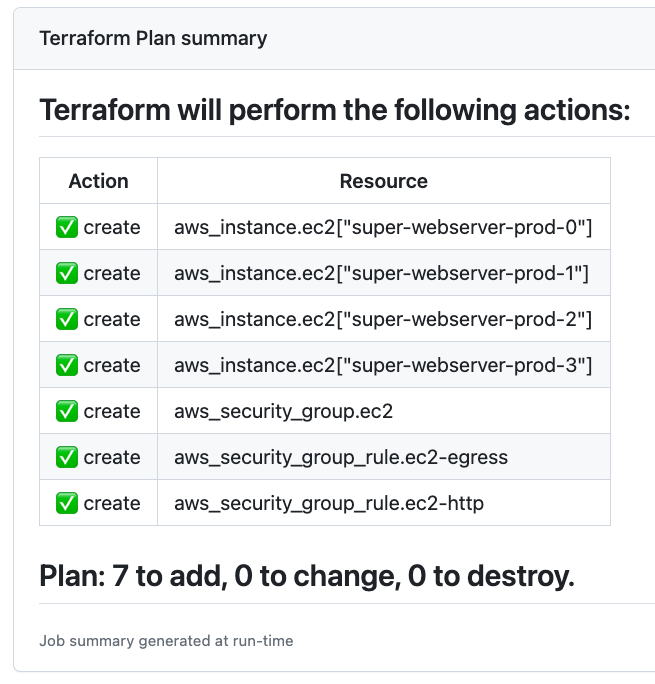 Terraform Plan summary
Terraform will perform the following actions:
Action Resource
✅ create aws_instance.ec2["super-webserver-prod-0"]
✅ create aws_instance.ec2["super-webserver-prod-1"]
✅ create aws_instance.ec2["super-webserver-prod-2"]
✅ create aws_instance.ec2["super-webserver-prod-3"]
✅ create aws_security_group.ec2
✅ create aws_security_group_rule.ec2-egress
✅ create aws_security_group_rule.ec2-http
Plan: 7 to add, 0 to change, 0 to destroy.
Job summary generated at run-time